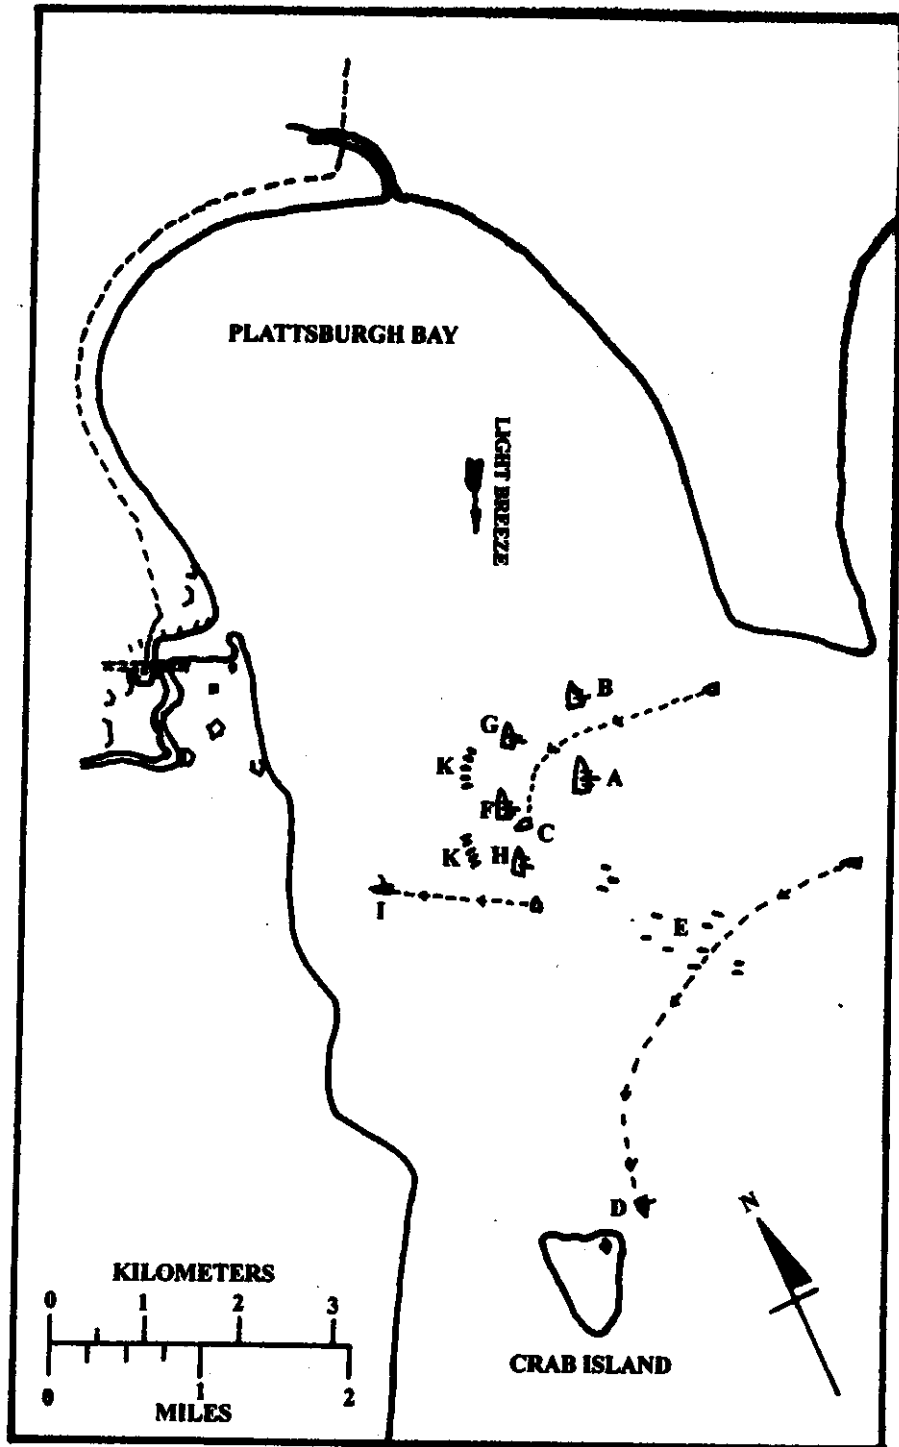 PLATTSBURGH BAY
LIGHT BREEZE
B
G
K
A
F
C
K
H
I
E
D
N
KILOMETERS
0 1 2 3
0 1 2
MILES
CRAB ISLAND